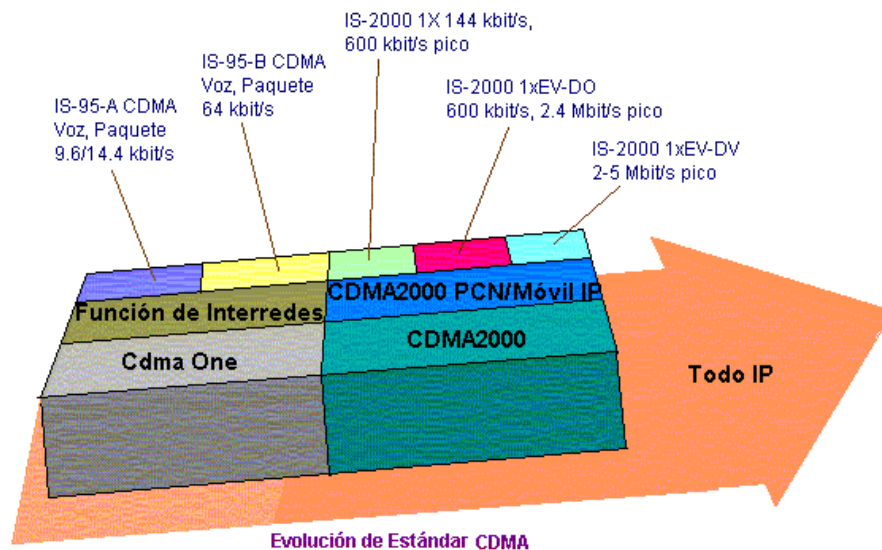 IS-2000 1X 144 kbit/s,
600 kbit/s pico
IS-95-B CDMA
Voz, Paquete
64 kbit/s
IS-2000 1xEV-DO
600 kbit/s, 2.4 Mbit/s pico
IS-95-A CDMA
Voz, Paquete
9.6/14.4 kbit/s
IS-2000 1xEV-DV
2-5 Mbit/s pico
Función de Interredes
CDMA2000 PCN/Móvil IP
Cdma One
CDMA2000
Todo IP
Evolución de Estándar CDMA